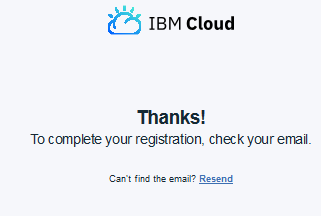 IBM Cloud
Thanks!
To complete your registration, check your email.
Can't find the email? Resend